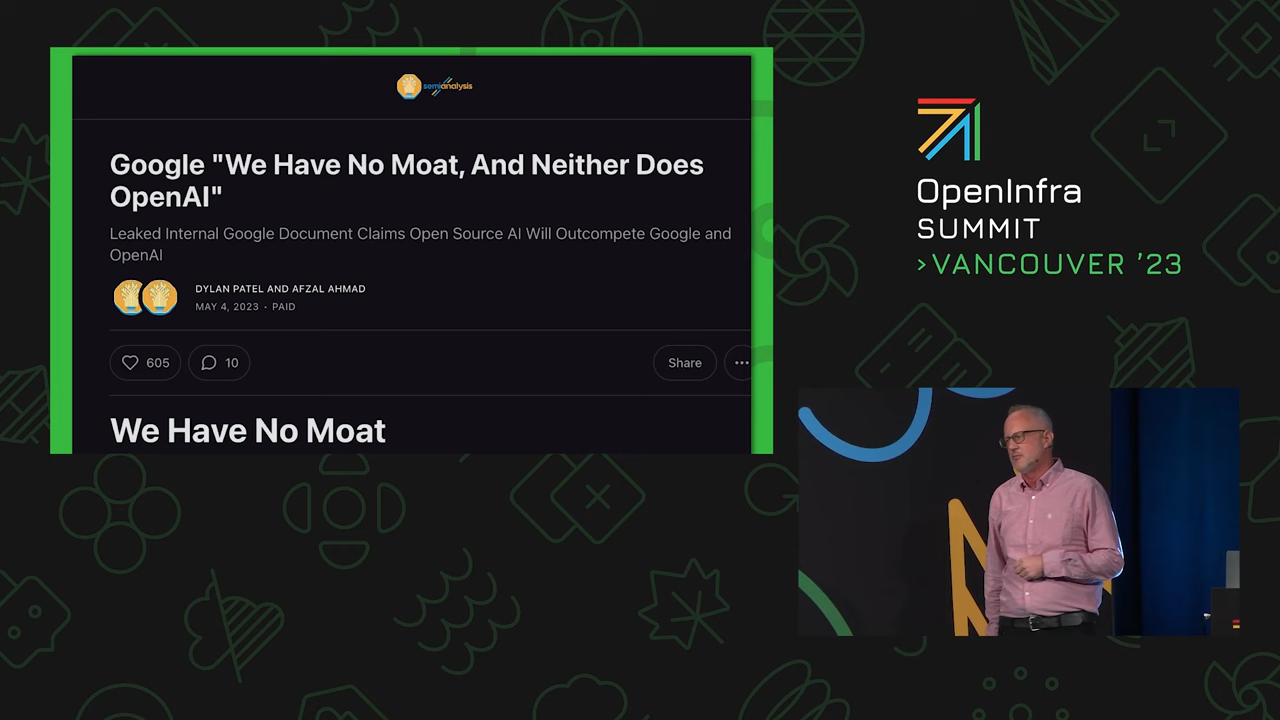 semianalysis
Google "We Have No Moat, And Neither Does
OpenAI"
Leaked Internal Google Document Claims Open Source AI Will Outcompete Google and
OpenAI
DYLAN PATEL AND AFZAL AHMAD
MAY 4, 2023 · PAID
605
10
Share
We Have No Moat
OpenInfra
SUMMIT
>VANCOUVER '23